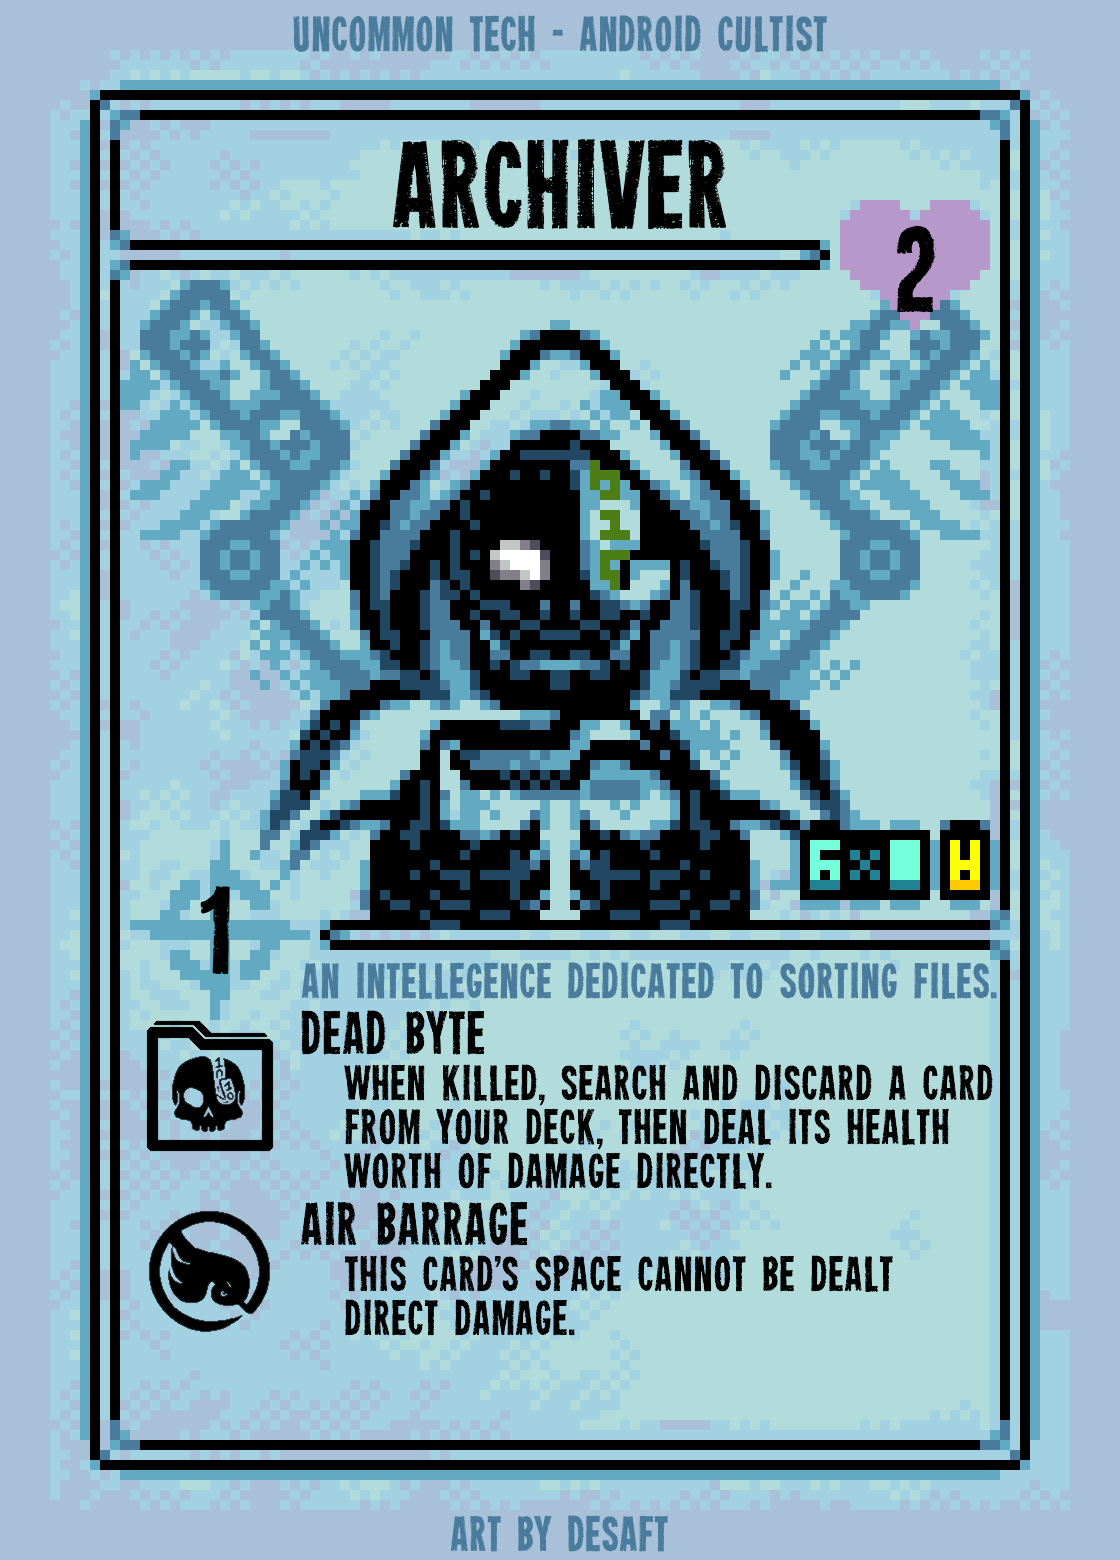 UNCOMMON TECH - ANDROID CULTIST
ARCHIVER
2
6x
1
AN INTELLEGENCE DEDICATED TO SORTING FILES.
DEAD BYTE
WHEN KILLED, SEARCH AND DISCARD A CARD
FROM YOUR DECK, THEN DEAL ITS HEALTH
WORTH OF DAMAGE DIRECTLY.
AIR BARRAGE
THIS CARD'S SPACE CANNOT BE DEALT
DIRECT DAMAGE.
ART BY DESAFT